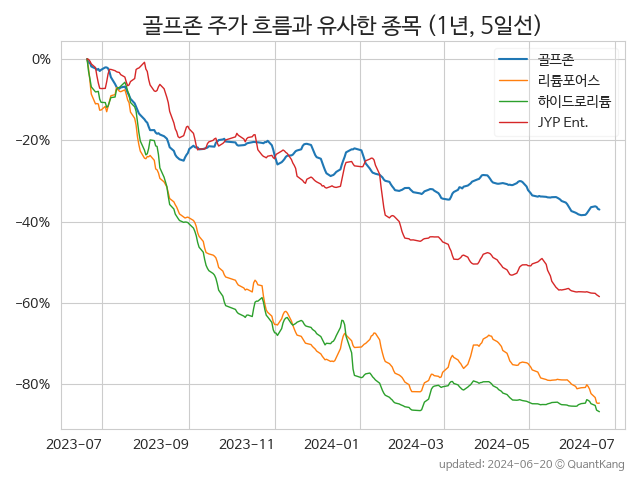 골프존 주가 흐름과 유사한 종목 (1년, 5일선)
골프존
리튬포어스
하이드로리튬
JYP Ent.
0%
−20%
−40%
−60%
−80%
2023-07 2023-09 2023-11 2024-01 2024-03 2024-05 2024-07
updated: 2024-06-20 © QuantKang